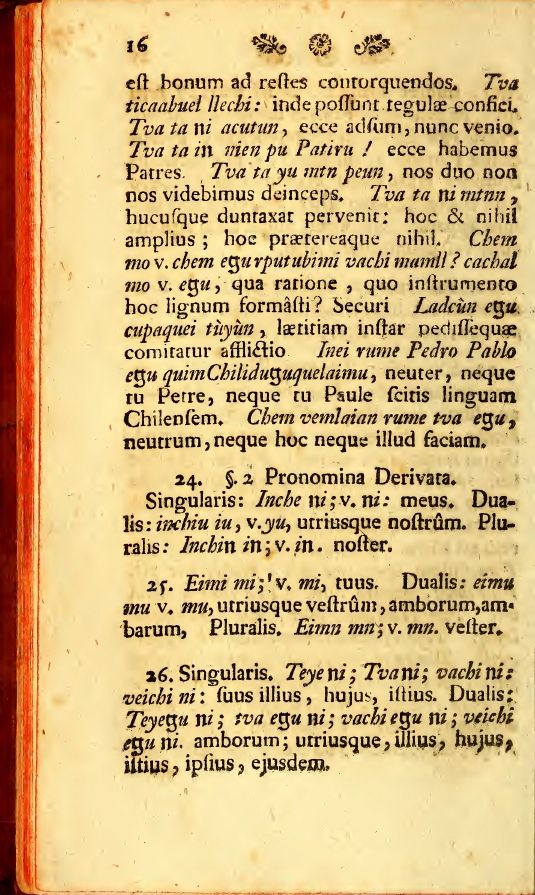 16
eſt bonum ad reſtes contorquendos. Tva
ticaabuel llechi: inde poſſunt regulæ confici.
Tva ta ni acutun, ecce adſum, nunc venio.
Tva ta in nien pu Patiru! ecce habemus
Patres. Tva ta yu mtn peun, nos duo non
nos videbimus deinceps. Tva ta ni mtnn,
hucuſque duntaxat pervenit: hoc & nihil
amplius; hoc prætereaque nihil. Chem
mo v. chem egu rputubimi vachi mamll? cachal
mo v. egu, qua ratione, quo inſtrumento
hoc lignum formâſti? Securi Ladcùn egu
cupaquei tùyùn, lætitiam inſtar pediſſequæ
comitatur afflictio Inei rume Pedro Pablo
egu quimChiliduguquelaimu, neuter, neque
tu Petre, neque tu Paule ſcitis linguam
Chilenſem. Chem vemlaian rume tva egu,
neutrum, neque hoc neque illud faciam.
24. §. 2 Pronomina Derivata.
Singularis: Inche ni; v. ni: meus. Dua-
lis: inchiu iu, v. yu, utriusque noſtrûm. Plu-
ralis: Inchin in; v. in. noſter.
25. Eimi mi; v. mi, tuus. Dualis: eimu
mu v. mu, utriusque veſtrûm, amborum, am-
barum, Pluralis. Eimn mn; v. mn. veſter.
26. Singularis. Teye ni; Tva ni; vachi ni:
veichi ni: ſuus illius, hujus, iſtius. Dualis:
Teyegu ni; tva egu ni; vachi egu ni; veichi
egu ni. amborum; utriusque, illius, hujus,
iſtius, ipſius, ejusdem.